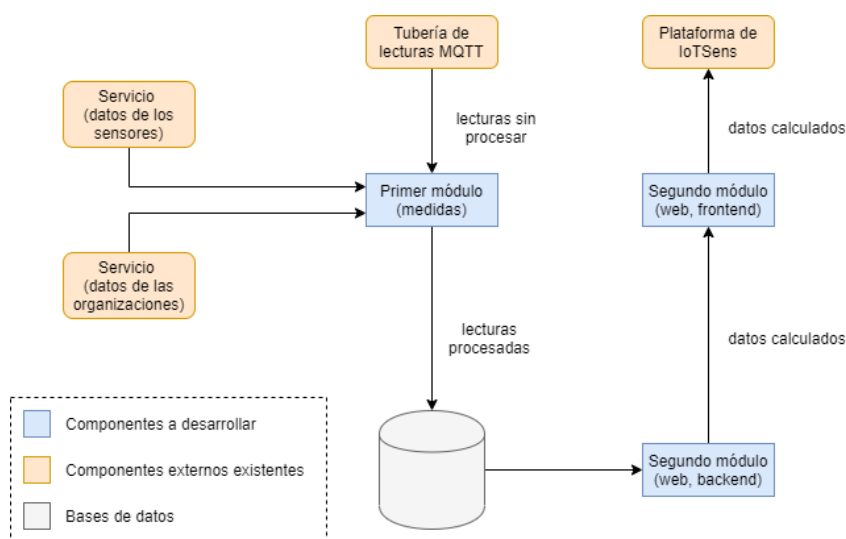 Tubería de
lecturas MQTT
Plataforma de
IoTSens
Servicio
(datos de los
sensores)
lecturas sin
procesar
datos calculados
Primer módulo
(medidas)
Segundo módulo
(web, frontend)
Servicio
(datos de las
organizaciones)
lecturas
procesadas
datos calculados
Componentes a desarrollar
Componentes externos existentes
Bases de datos
Segundo módulo
(web, backend)